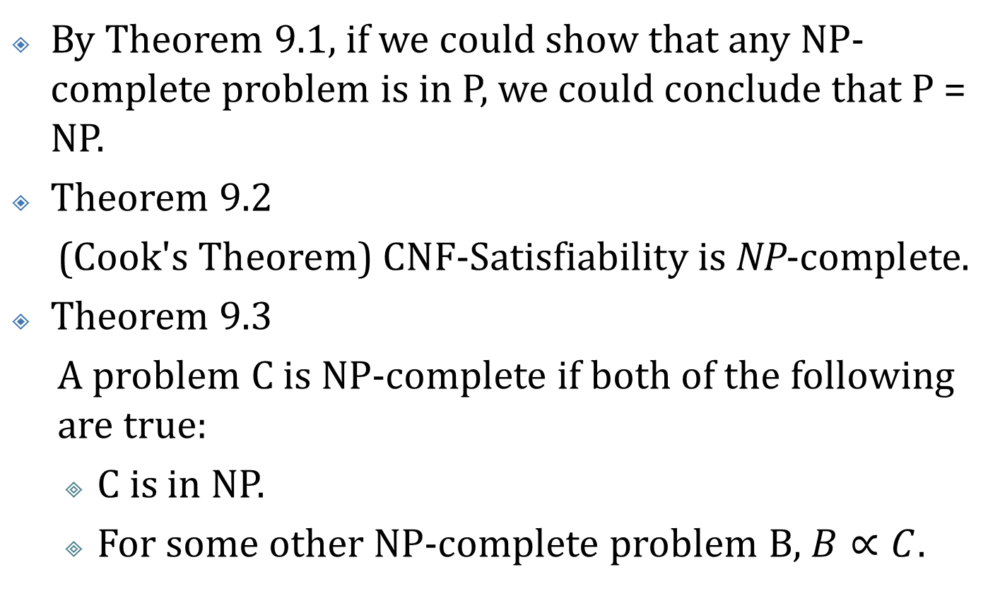 By Theorem 9.1, if we could show that any NP-
complete problem is in P, we could conclude that P =
NP.
Theorem 9.2
(Cook's Theorem) CNF-Satisfiability is NP-complete.
Theorem 9.3
A problem C is NP-complete if both of the following
are true:
C is in NP.
For some other NP-complete problem B, B ∝ C.